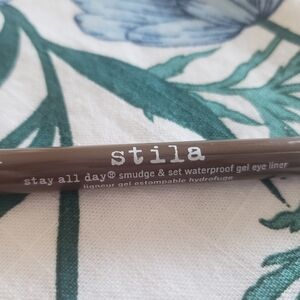 stila
stay all day® smudge & set waterproof gel eye liner
ligneur gel estompable hydrofuge